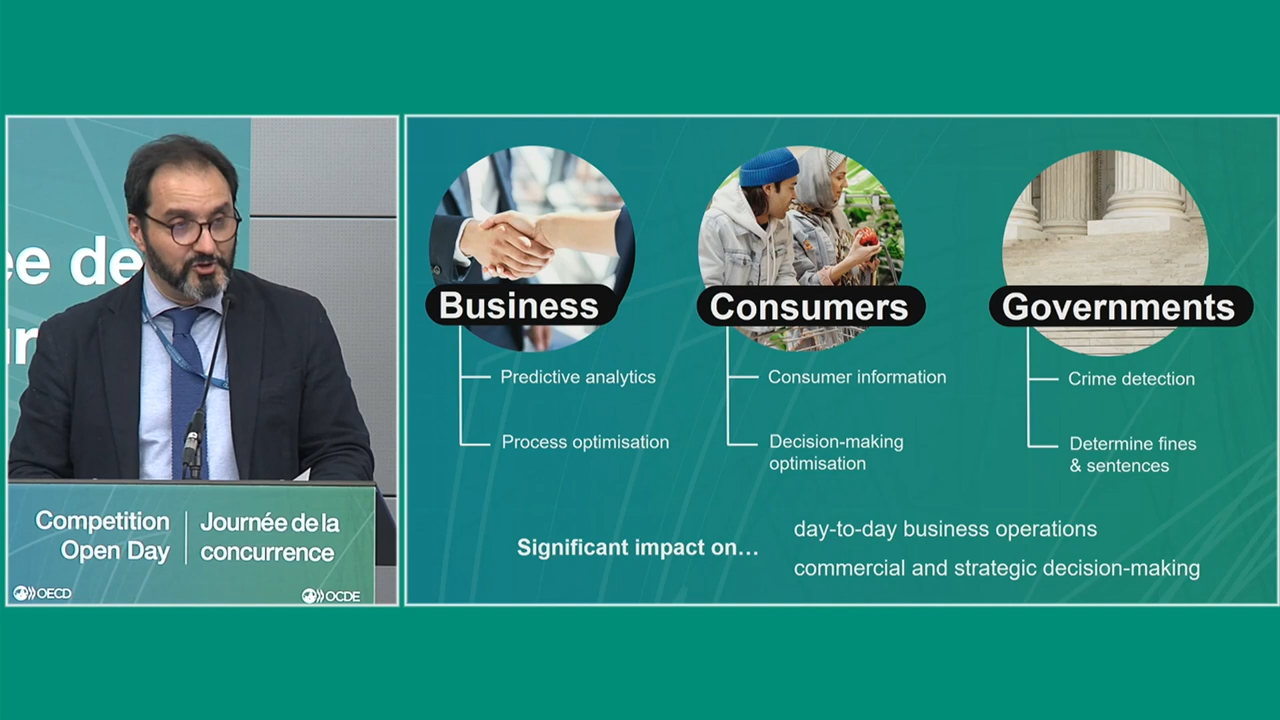 ée de
Competition
Open Day
Journée de la
concurrence
OECD
OCDE
Business
Predictive analytics
Process optimisation
Consumers
Consumer information
Decision-making
optimisation
Governments
Crime detection
Determine fines
& sentences
Significant impact on...
day-to-day business operations
commercial and strategic decision-making